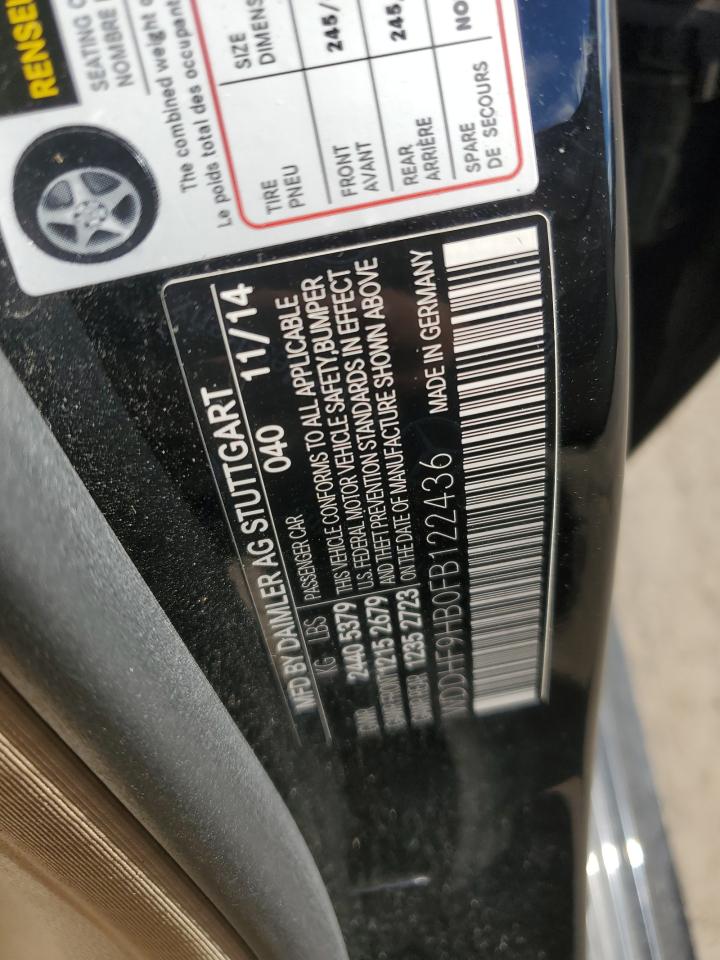 RENSEI
SEATING C
NOMBRE
The combined weight o
Le poids total des occupant
TIRE SIZE
PNEU DIMENS
FRONT 245/
AVANT
REAR 245
ARRIÈRE
SPARE NO
DE SECOURS
MFD BY DAIMLER AG STUTTGART
040 11/14
KG LBS PASSENGER CAR
2440 5379 THIS VEHICLE CONFORMS TO ALL APPLICABLE
U.S. FEDERAL MOTOR VEHICLE SAFETY,BUMPER
1215 2679 AND THEFT PREVENTION STANDARDS IN EFFECT
1235 2723 ON THE DATE OF MANUFACTURE SHOWN ABOVE
WDDHF9HB0FB122436 MADE IN GERMANY